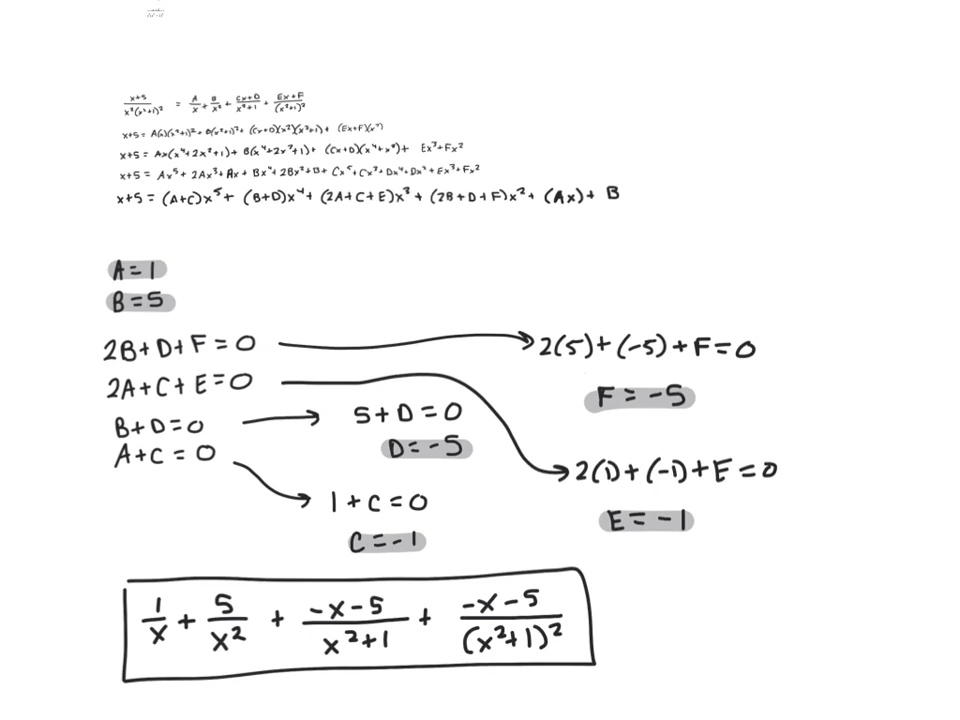 x+5/x²(x²+1)² = A/x + B/x² + Cx+D/x²+1 + Ex+F/(x²+1)²
x+5 = A(x)(x²+1)² + B(x²+1)² + (Cx+D)(x²)(x²+1) + (Ex+F)(x²)
x+5 = Ax(x⁴+2x²+1) + B(x⁴+2x²+1) + (Cx+D)(x⁴+x²) + Ex³+Fx²
x+5 = Ax⁵ + 2Ax³ + Ax + Bx⁴ + 2Bx² + B + Cx⁵ + Cx³ + Dx⁴ + Dx² + Ex³ + Fx²
x+5 = (A+C)x⁵ + (B+D)x⁴ + (2A+C+E)x³ + (2B+D+F)x² + (Ax) + B
A = 1
B = 5
2B+D+F = 0 → 2(5)+(-5)+F = 0
F = -5
2A+C+E = 0 → 2(1)+(-1)+E = 0
E = -1
B+D = 0 → 5+D = 0
D = -5
A+C = 0 → 1+C = 0
C = -1
1/x + 5/x² + -x-5/x²+1 + -x-5/(x²+1)²